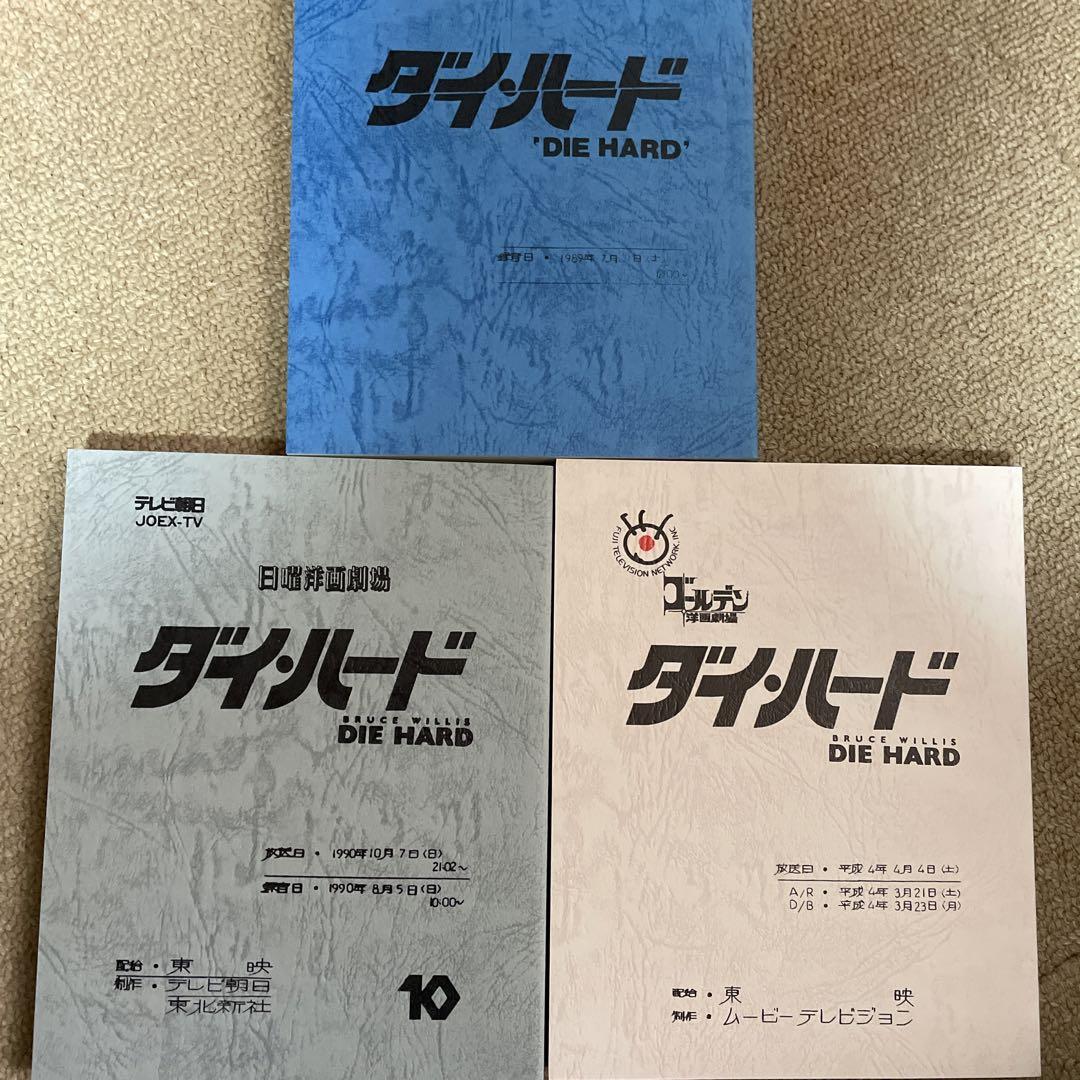 ダイ・ハード
'DIE HARD'
録音日・1989年7月 日(土)
テレビ朝日
JOEX-TV
日曜洋画劇場
ダイ・ハード
BRUCE WILLIS
DIE HARD
放送日・1990年10月7日(日)
21:02〜
録音日・1990年8月5日(日)
10:00〜
配給・東 映
制作・テレビ朝日
東北新社
10
FUJI TELEVISION NETWORK, INC
ゴールデン
洋画劇場
ダイ・ハード
BRUCE WILLIS
DIE HARD
放送日・平成4年4月4日(土)
A/R・平成4年3月21日(土)
D/B・平成4年3月23日(月)
配給・東 映
制作・ムービーテレビジョン